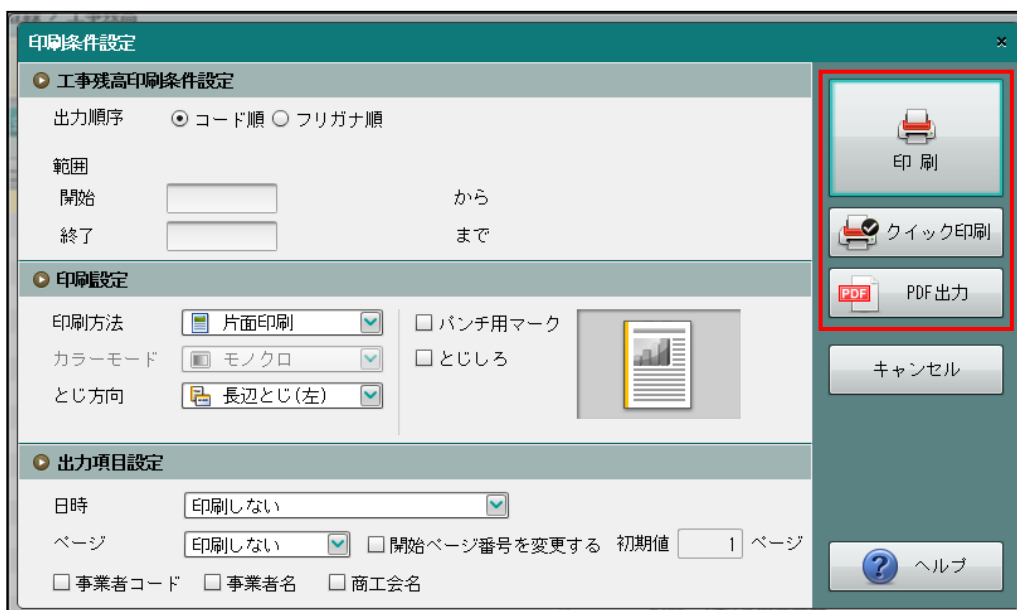 印刷条件設定
×
工事残高印刷条件設定
出力順序 コード順 フリガナ順
範囲
開始 から
終了 まで
印刷設定
印刷方法 片面印刷 パンチ用マーク
カラーモード モノクロ とじしろ
とじ方向 長辺とじ(左)
出力項目設定
日時 印刷しない
ページ 印刷しない 開始ページ番号を変更する 初期値 1 ページ
事業者コード 事業者名 商工会名
印 刷
クイック印刷
PDF PDF出力
キャンセル
? ヘルプ